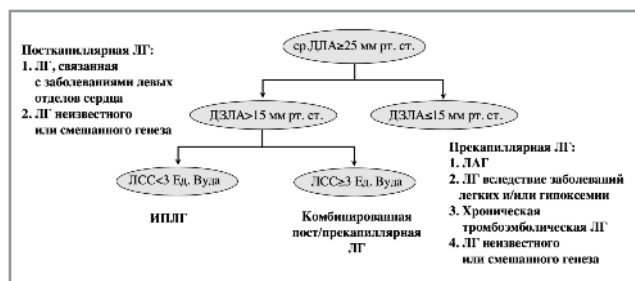 ср.ДЛА≥25 мм рт. ст.
Посткапиллярная ЛГ:
1. ЛГ, связанная
с заболеваниями левых
отделов сердца
2. ЛГ неизвестного
или смешанного генеза
ДЗЛА>15 мм рт. ст.
ДЗЛА≤15 мм рт. ст.
ЛСС<3 Ед. Вуда
ЛСС≥3 Ед. Вуда
ИПЛГ
Комбинированная
пост/прекапиллярная
ЛГ
Прекапиллярная ЛГ:
1. ЛАГ
2. ЛГ вследствие заболеваний
легких и/или гипоксемии
3. Хроническая
тромбоэмболическая ЛГ
4. ЛГ неизвестного
или смешанного генеза